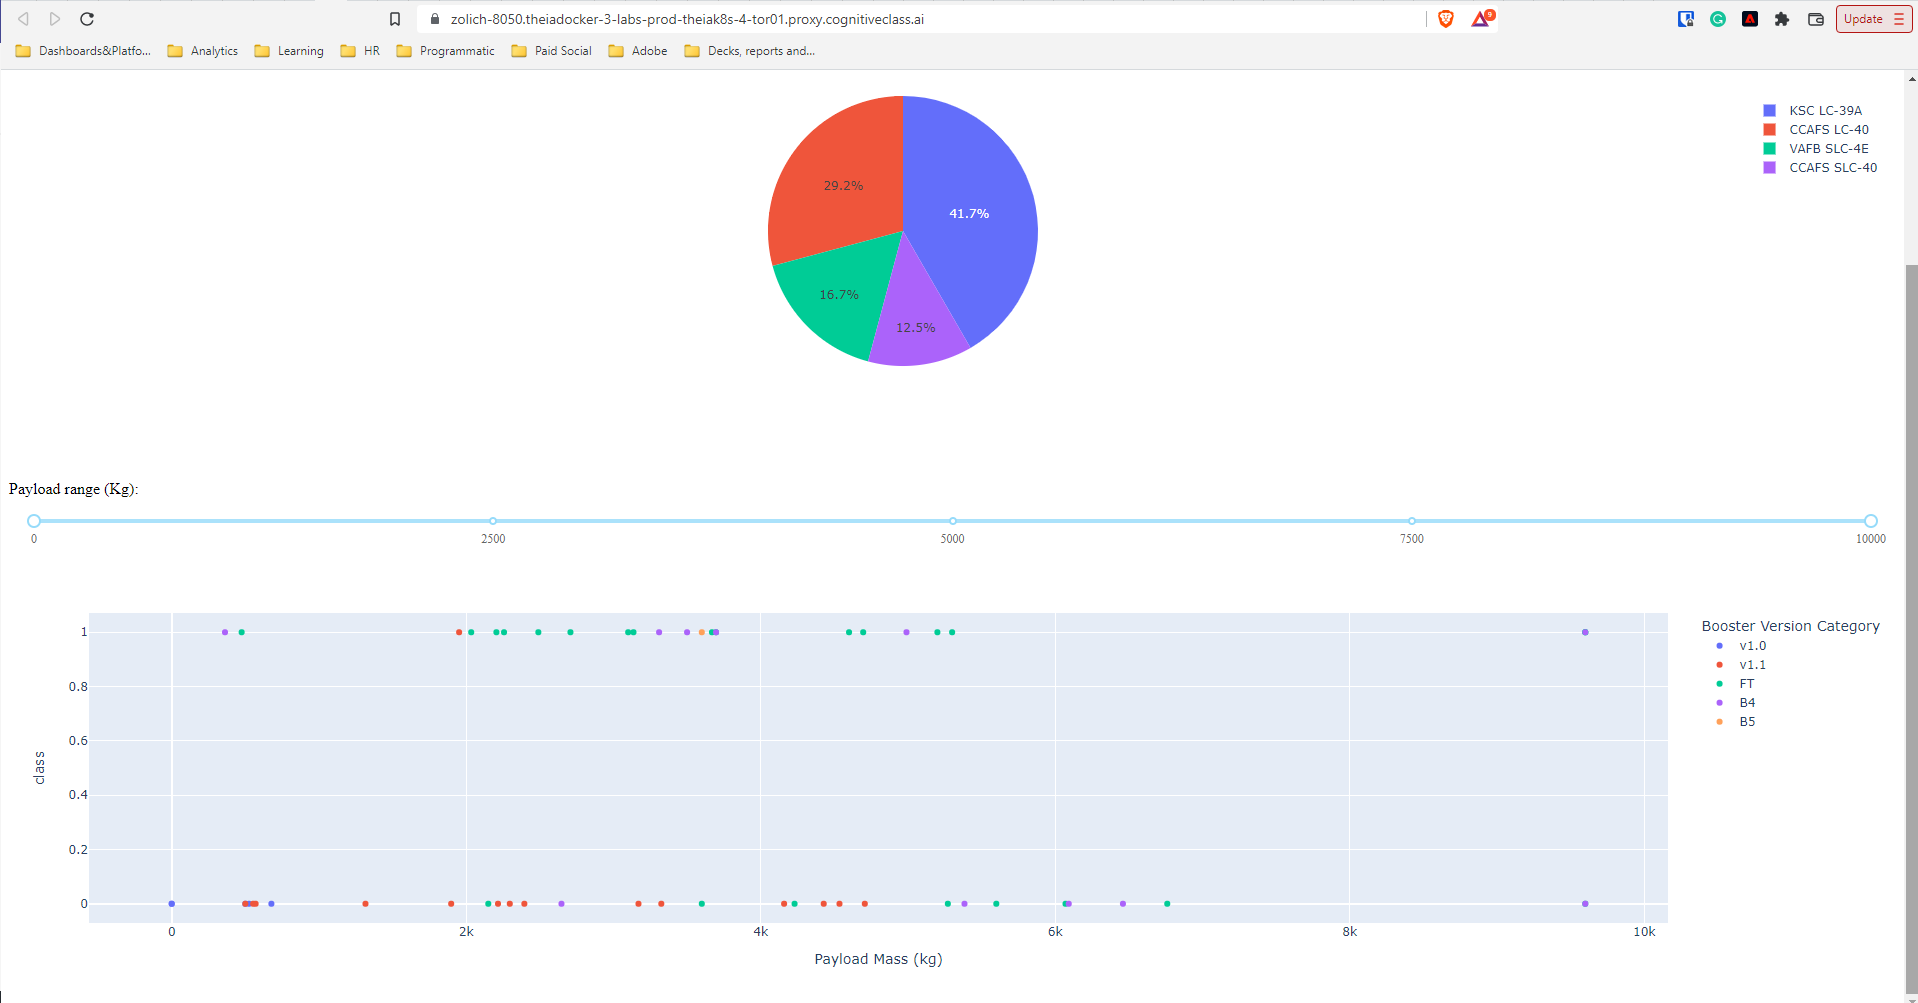 zolich-8050.theiadocker-3-labs-prod-theiak8s-4-tor01.proxy.cognitiveclass.ai
9
Update
Dashboards&Platfo... Analytics Learning HR Programmatic Paid Social Adobe Decks, reports and...
KSC LC-39A
CCAFS LC-40
VAFB SLC-4E
CCAFS SLC-40
29.2%
41.7%
16.7%
12.5%
Payload range (Kg):
0 2500 5000 7500 10000
Booster Version Category
v1.0
v1.1
FT
B4
B5
1
0.8
0.6
0.4
0.2
0
class
0 2k 4k 6k 8k 10k
Payload Mass (kg)